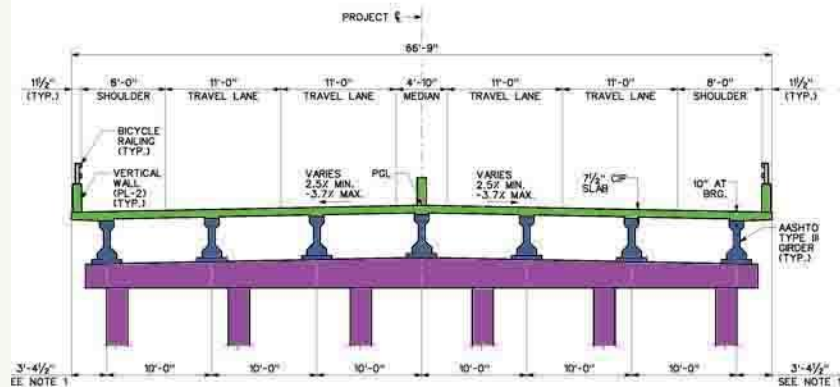 PROJECT ℄
66'-9"
11½" 8'-0" 11'-0" 11'-0" 4'-10" 11'-0" 11'-0" 8'-0" 11½"
(TYP.) SHOULDER TRAVEL LANE TRAVEL LANE MEDIAN TRAVEL LANE TRAVEL LANE SHOULDER (TYP.)
BICYCLE
RAILING
(TYP.)
VERTICAL
WALL
(PL-2)
(TYP.)
VARIES
2.5% MIN.
-3.7% MAX.
PGL
VARIES
2.5% MIN.
-3.7% MAX.
7½" CIP
SLAB
10" AT
BRG.
AASHTO
TYPE III
GIRDER
(TYP.)
3'-4½" 10'-0" 10'-0" 10'-0" 10'-0" 10'-0" 10'-0" 3'-4½"
EE NOTE 1 SEE NOTE